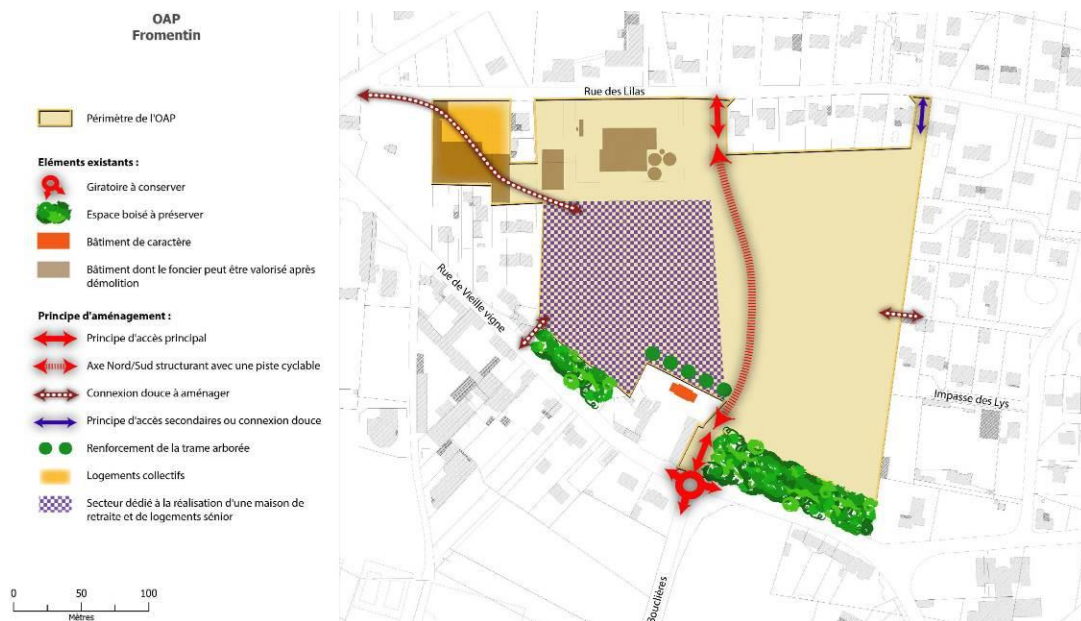 OAP
Fromentin
Périmètre de l'OAP
Eléments existants :
Giratoire à conserver
Espace boisé à préserver
Bâtiment de caractère
Bâtiment dont le foncier peut être valorisé après
démolition
Principe d'aménagement :
Principe d'accès principal
Axe Nord/Sud structurant avec une piste cyclable
Connexion douce à aménager
Principe d'accès secondaires ou connexion douce
Renforcement de la trame arborée
Logements collectifs
Secteur dédié à la réalisation d'une maison de
retraite et de logements sénior
0 50 100
Mètres
Rue des Lilas
Rue de Vieille vigne
Impasse des Lys
Bouclières